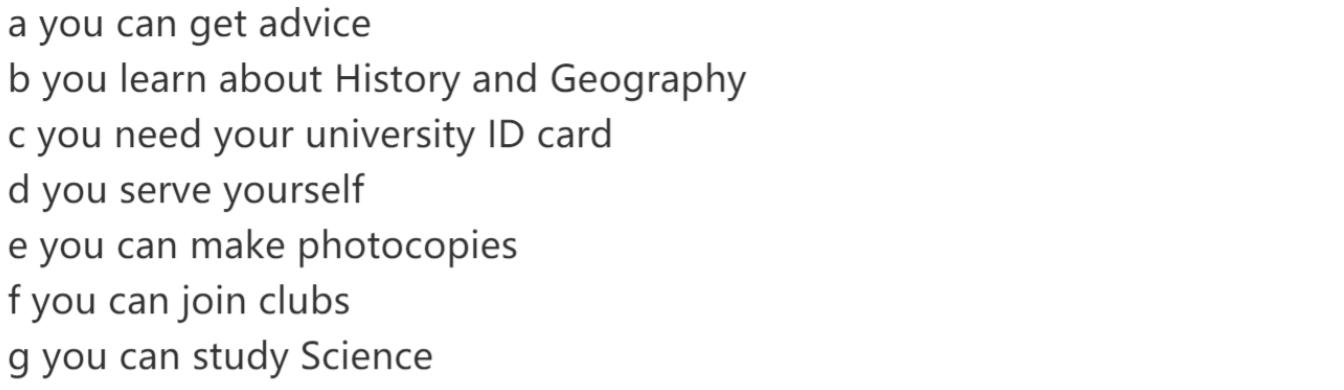 a you can get advice
b you learn about History and Geography
c you need your university ID card
d you serve yourself
e you can make photocopies
f you can join clubs
g you can study Science